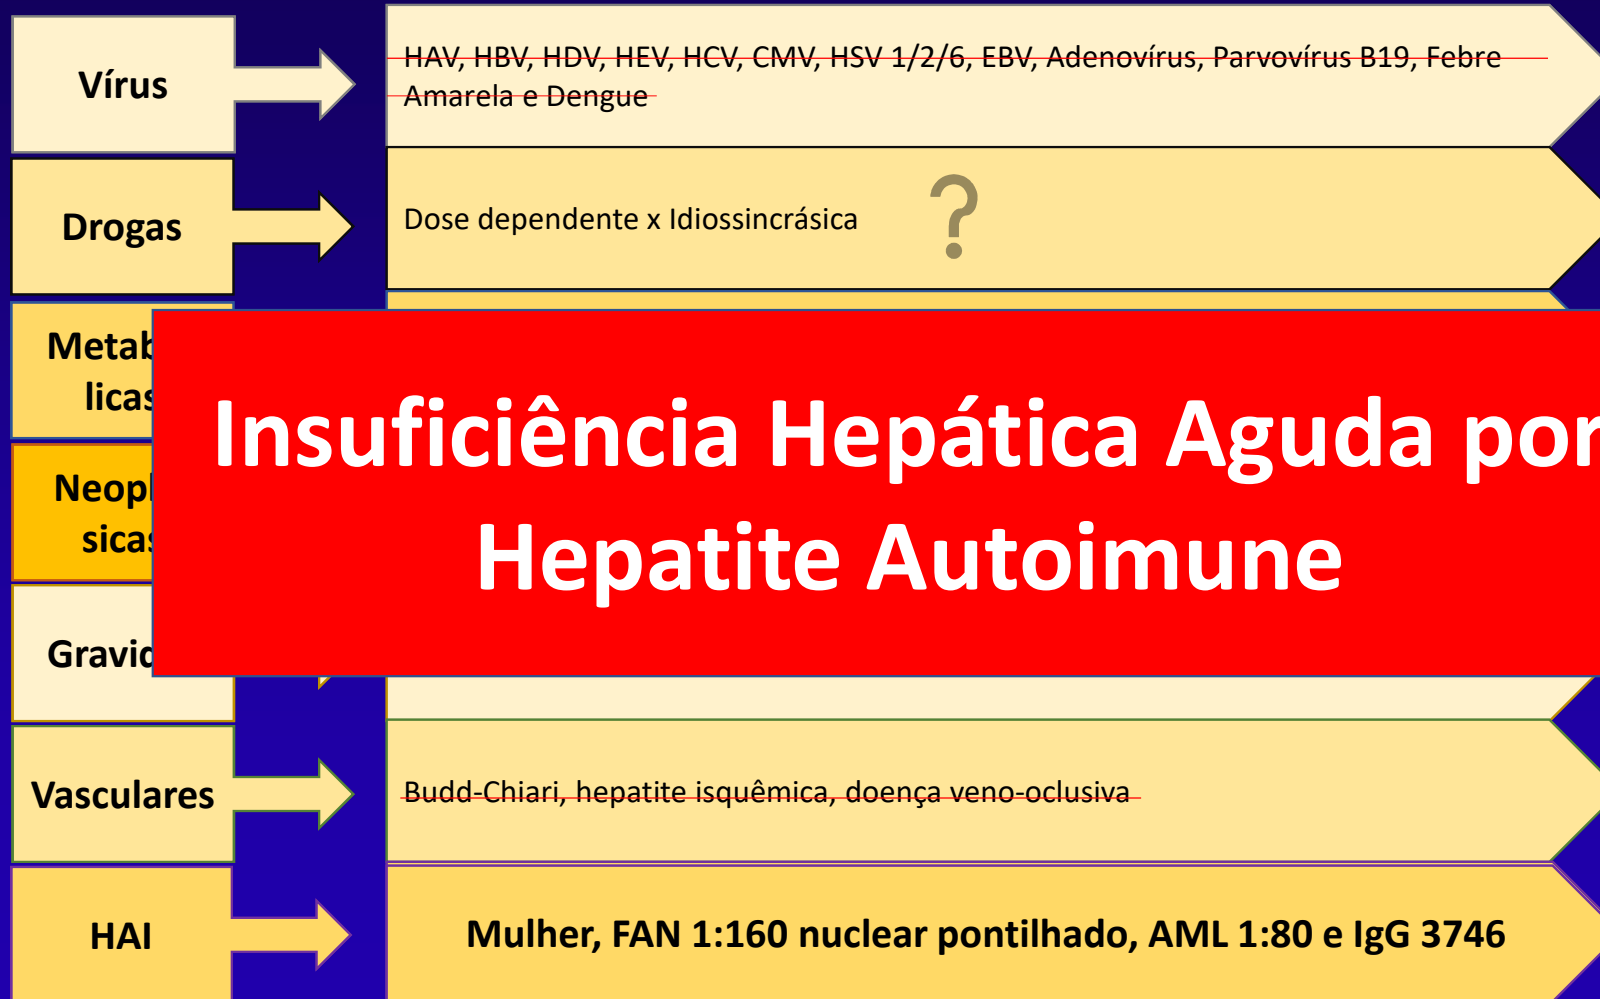 Vírus
HAV, HBV, HDV, HEV, HCV, CMV, HSV 1/2/6, EBV, Adenovírus, Parvovírus B19, Febre
Amarela e Dengue
Drogas
Dose dependente x Idiossincrásica
?
Metab
licas
Insuficiência Hepática Aguda por
Hepatite Autoimune
Neopl
sicas
Gravid
Vasculares
Budd-Chiari, hepatite isquêmica, doença veno-oclusiva
HAI
Mulher, FAN 1:160 nuclear pontilhado, AML 1:80 e IgG 3746